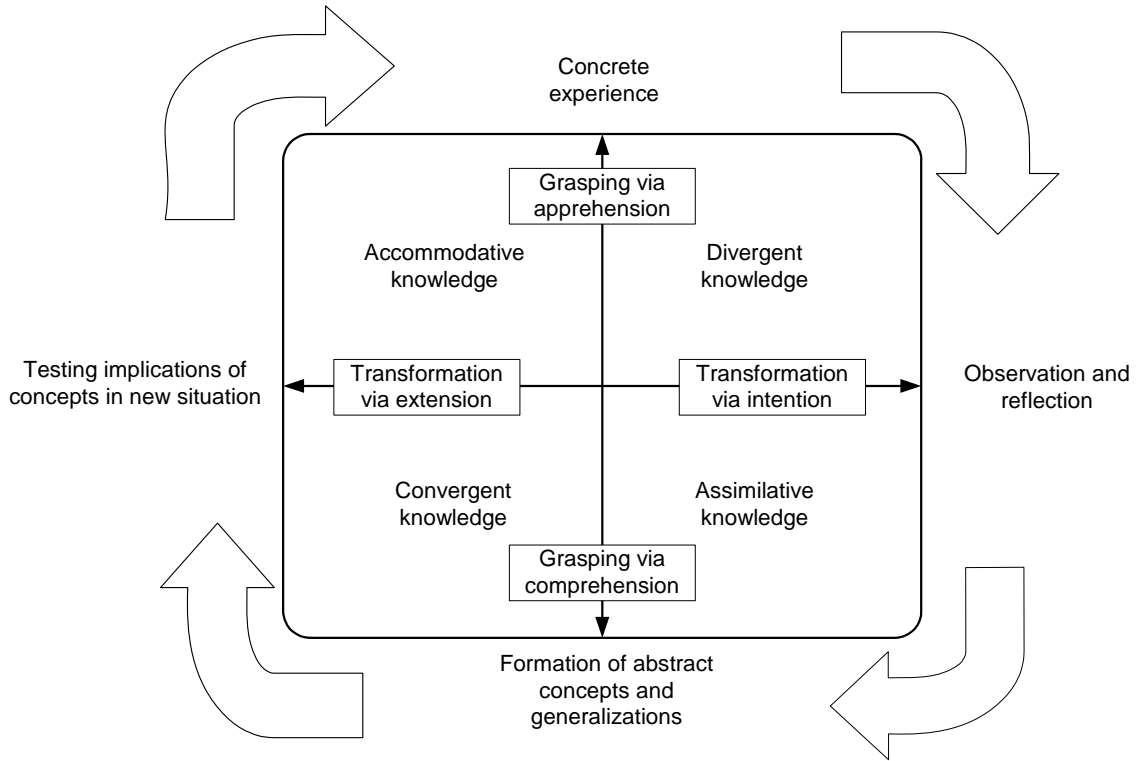 Concrete
experience
Grasping via
apprehension
Accommodative
knowledge
Divergent
knowledge
Testing implications of
concepts in new situation
Transformation
via extension
Transformation
via intention
Observation and
reflection
Convergent
knowledge
Assimilative
knowledge
Grasping via
comprehension
Formation of abstract
concepts and
generalizations